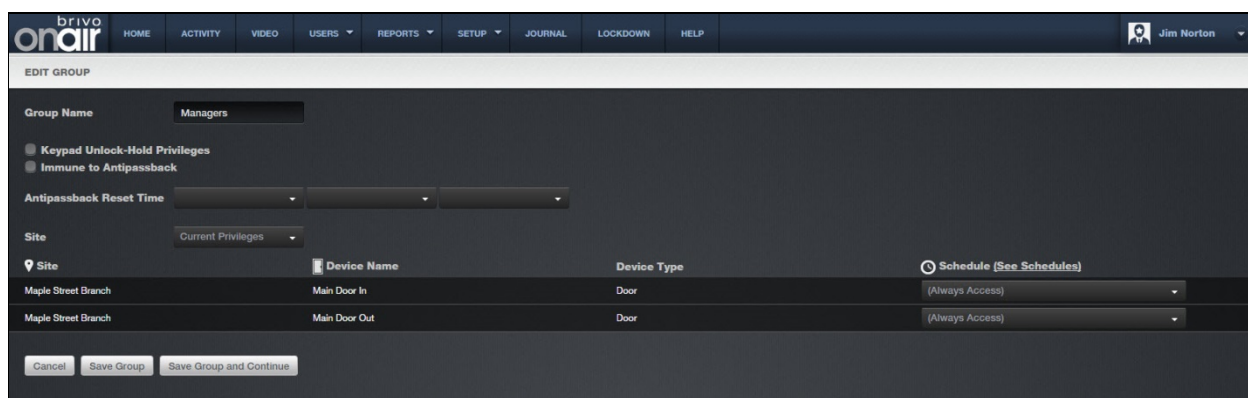 brivo
onair
HOME ACTIVITY VIDEO USERS REPORTS SETUP JOURNAL LOCKDOWN HELP Jim Norton
EDIT GROUP
Group Name Managers
Keypad Unlock-Hold Privileges
Immune to Antipassback
Antipassback Reset Time
Site Current Privileges
Site Device Name Device Type Schedule (See Schedules)
Maple Street Branch Main Door In Door (Always Access)
Maple Street Branch Main Door Out Door (Always Access)
Cancel Save Group Save Group and Continue